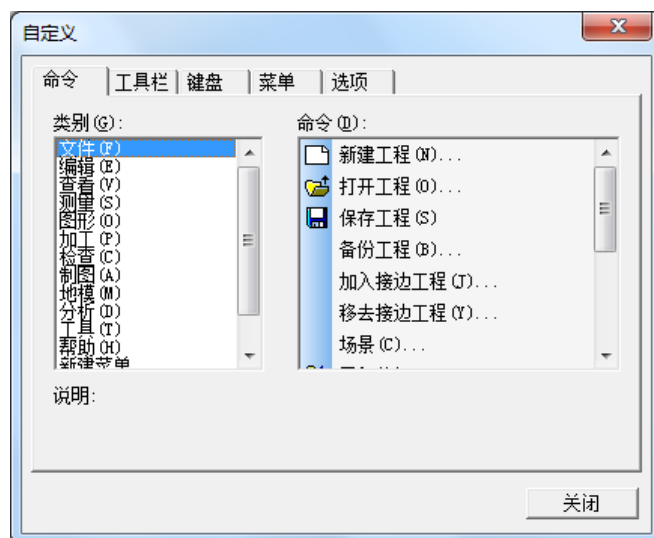 自定义
命令 工具栏 键盘 菜单 选项
类别(G):
文件(F)
编辑(E)
查看(V)
测量(S)
图形(O)
加工(P)
检查(C)
制图(A)
地模(M)
分析(D)
工具(T)
帮助(H)
新建菜单
命令(D):
新建工程(N)...
打开工程(O)...
保存工程(S)
备份工程(B)...
加入接边工程(J)...
移去接边工程(Y)...
场景(C)...
说明:
关闭